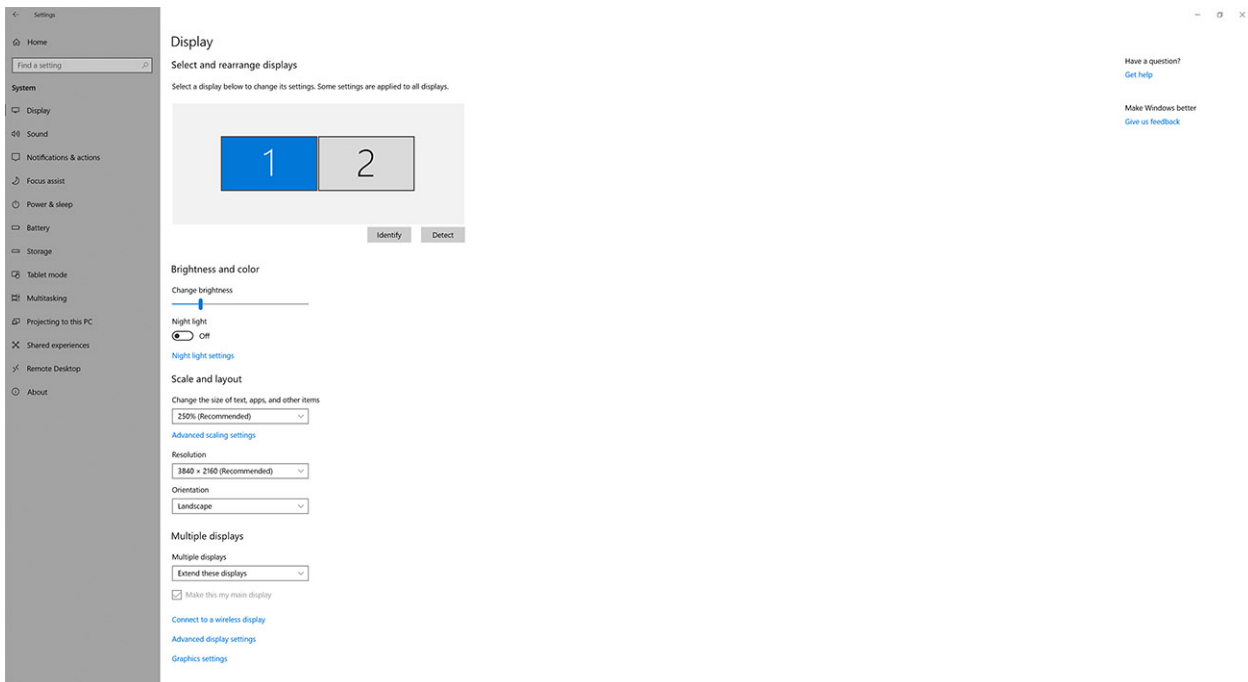 Settings
Home
Find a setting
System
Display
Sound
Notifications & actions
Focus assist
Power & sleep
Battery
Storage
Tablet mode
Multitasking
Projecting to this PC
Shared experiences
Remote Desktop
About
Display
Select and rearrange displays
Select a display below to change its settings. Some settings are applied to all displays.
1
2
Identify
Detect
Brightness and color
Change brightness
Night light
Off
Night light settings
Scale and layout
Change the size of text, apps, and other items
250% (Recommended)
Advanced scaling settings
Resolution
3840 × 2160 (Recommended)
Orientation
Landscape
Multiple displays
Multiple displays
Extend these displays
Make this my main display
Connect to a wireless display
Advanced display settings
Graphics settings
Have a question?
Get help
Make Windows better
Give us feedback